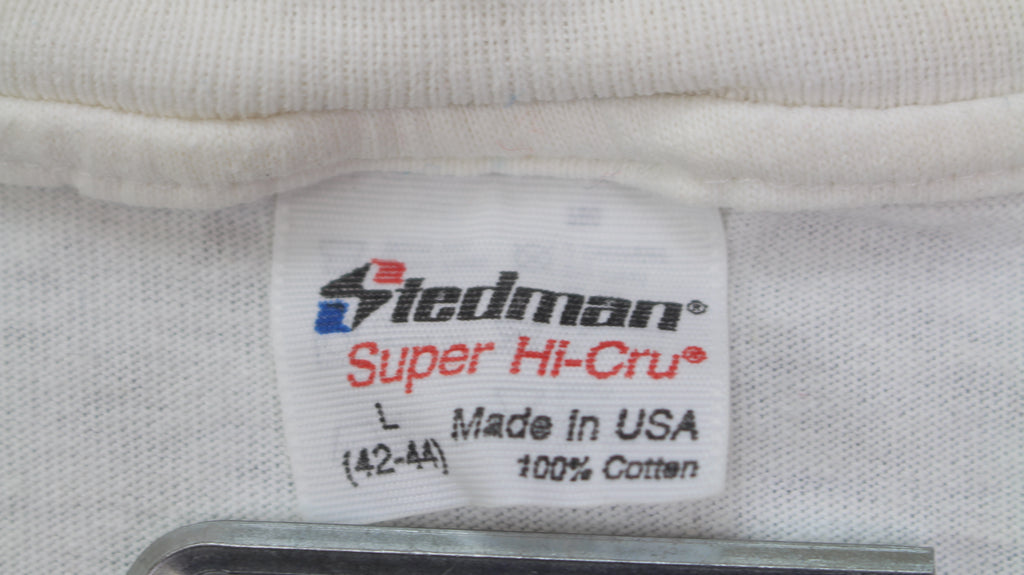 Stedman®
Super Hi-Cru®
L Made in USA
(42-44) 100% Cotton